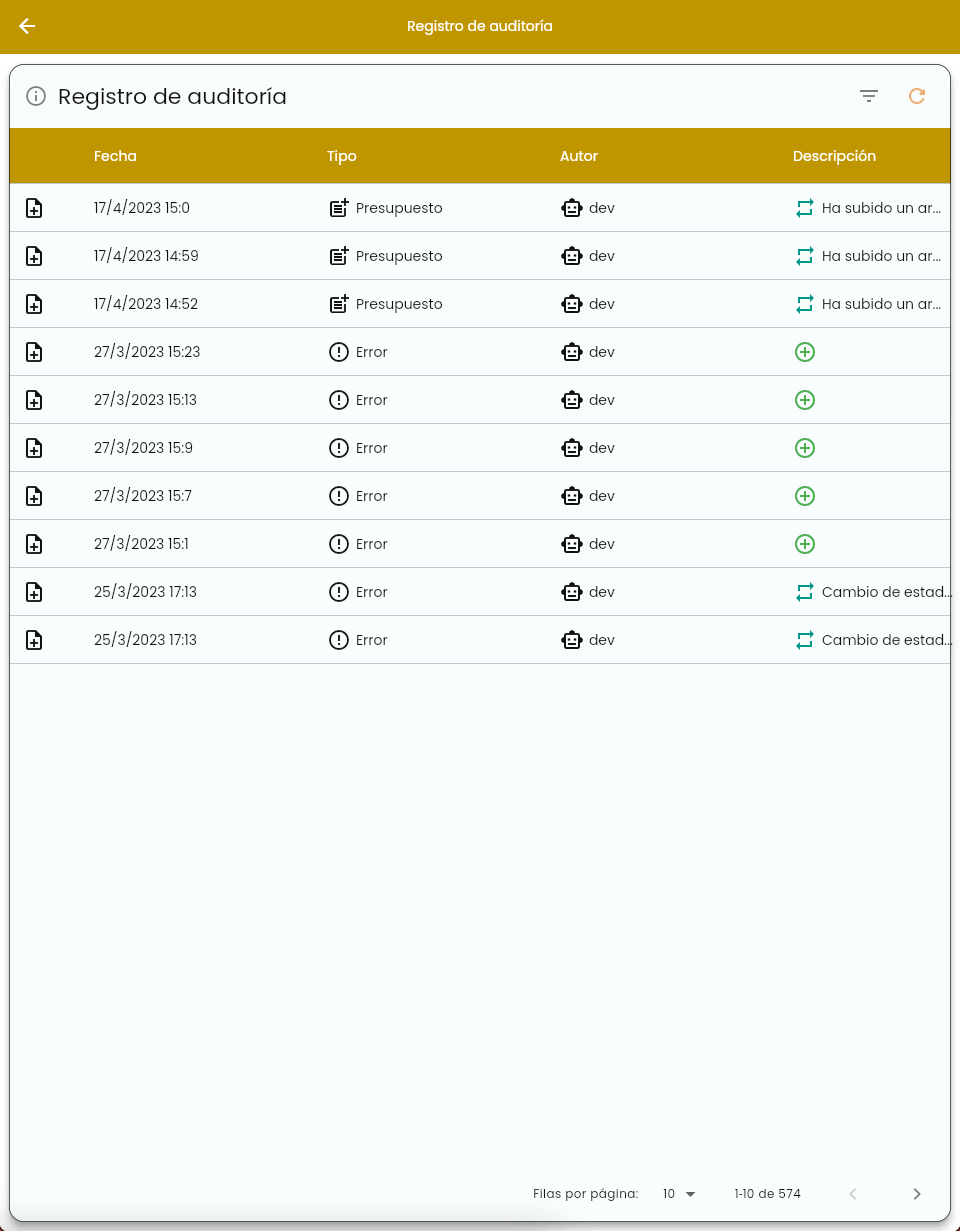 Registro de auditoría
Registro de auditoría
Fecha Tipo Autor Descripción
17/4/2023 15:0 Presupuesto dev Ha subido un ar...
17/4/2023 14:59 Presupuesto dev Ha subido un ar...
17/4/2023 14:52 Presupuesto dev Ha subido un ar...
27/3/2023 15:23 Error dev
27/3/2023 15:13 Error dev
27/3/2023 15:9 Error dev
27/3/2023 15:7 Error dev
27/3/2023 15:1 Error dev
25/3/2023 17:13 Error dev Cambio de estad...
25/3/2023 17:13 Error dev Cambio de estad...
Filas por página: 10 1-10 de 574